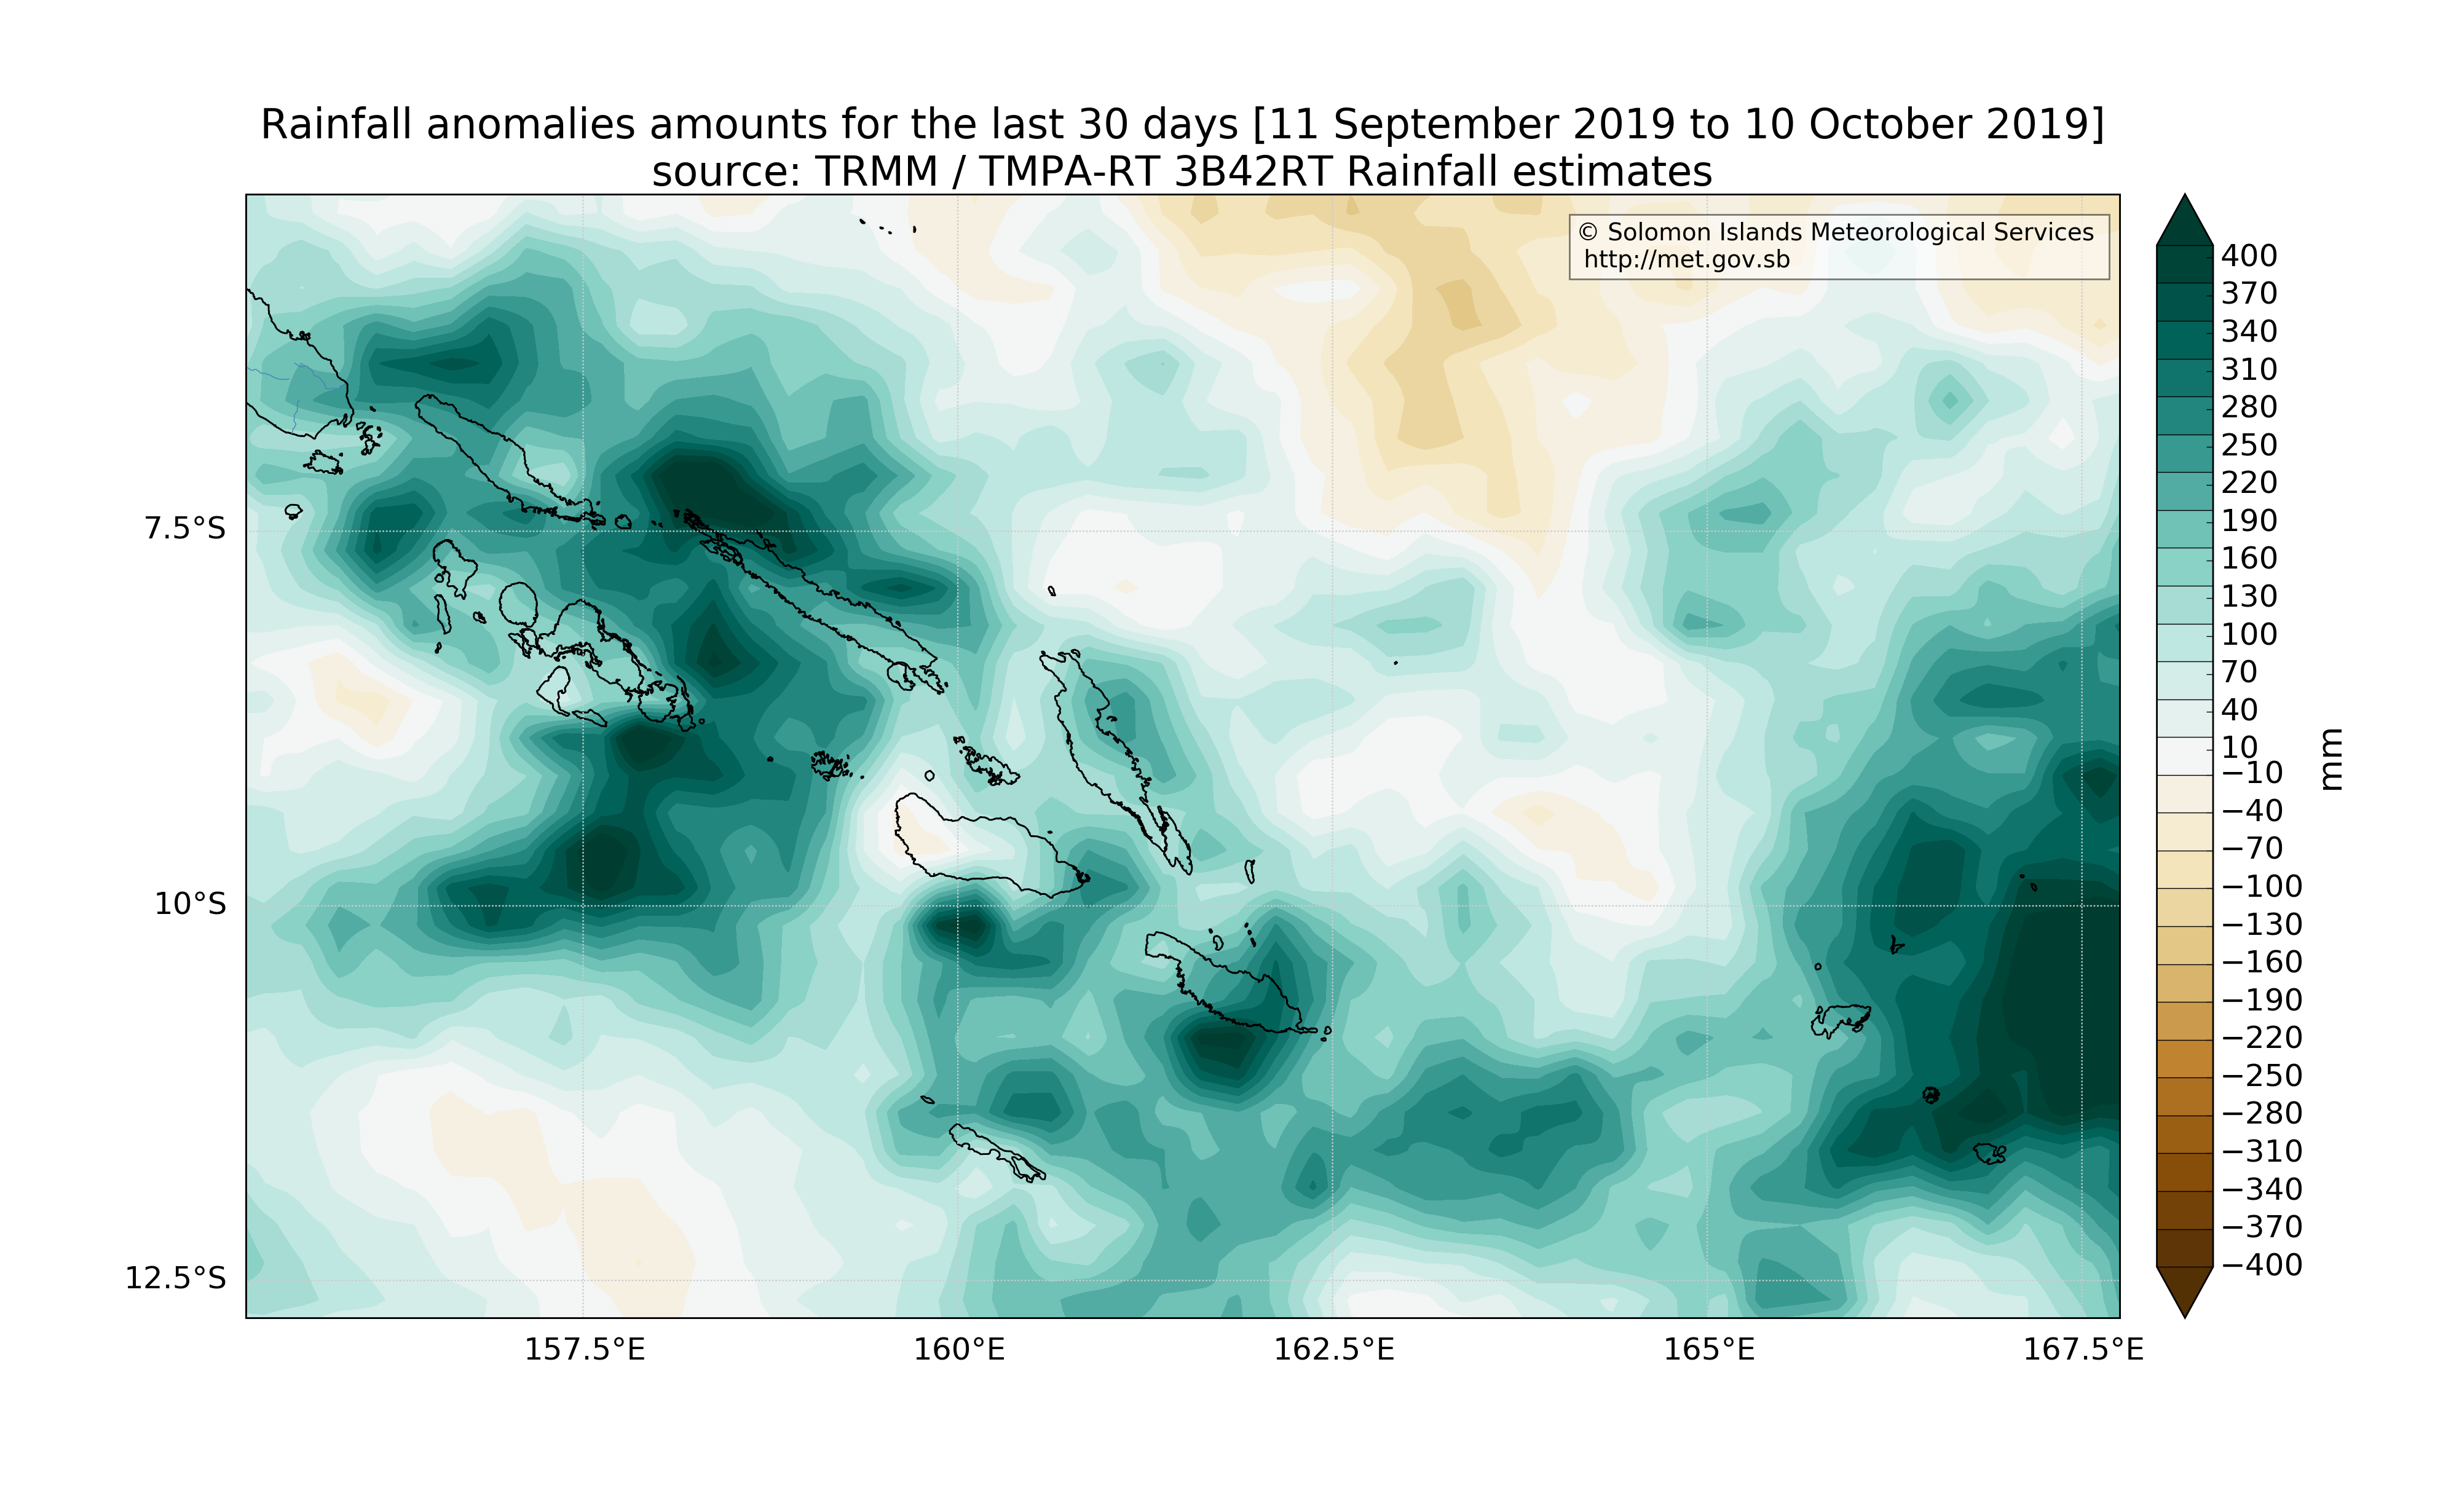 Rainfall anomalies amounts for the last 30 days [11 September 2019 to 10 October 2019]
source: TRMM / TMPA-RT 3B42RT Rainfall estimates
© Solomon Islands Meteorological Services
http://met.gov.sb
7.5°S
10°S
12.5°S
157.5°E
160°E
162.5°E
165°E
167.5°E
400
370
340
310
280
250
220
190
160
130
100
70
40
10
−10
−40
−70
−100
−130
−160
−190
−220
−250
−280
−310
−340
−370
−400
mm